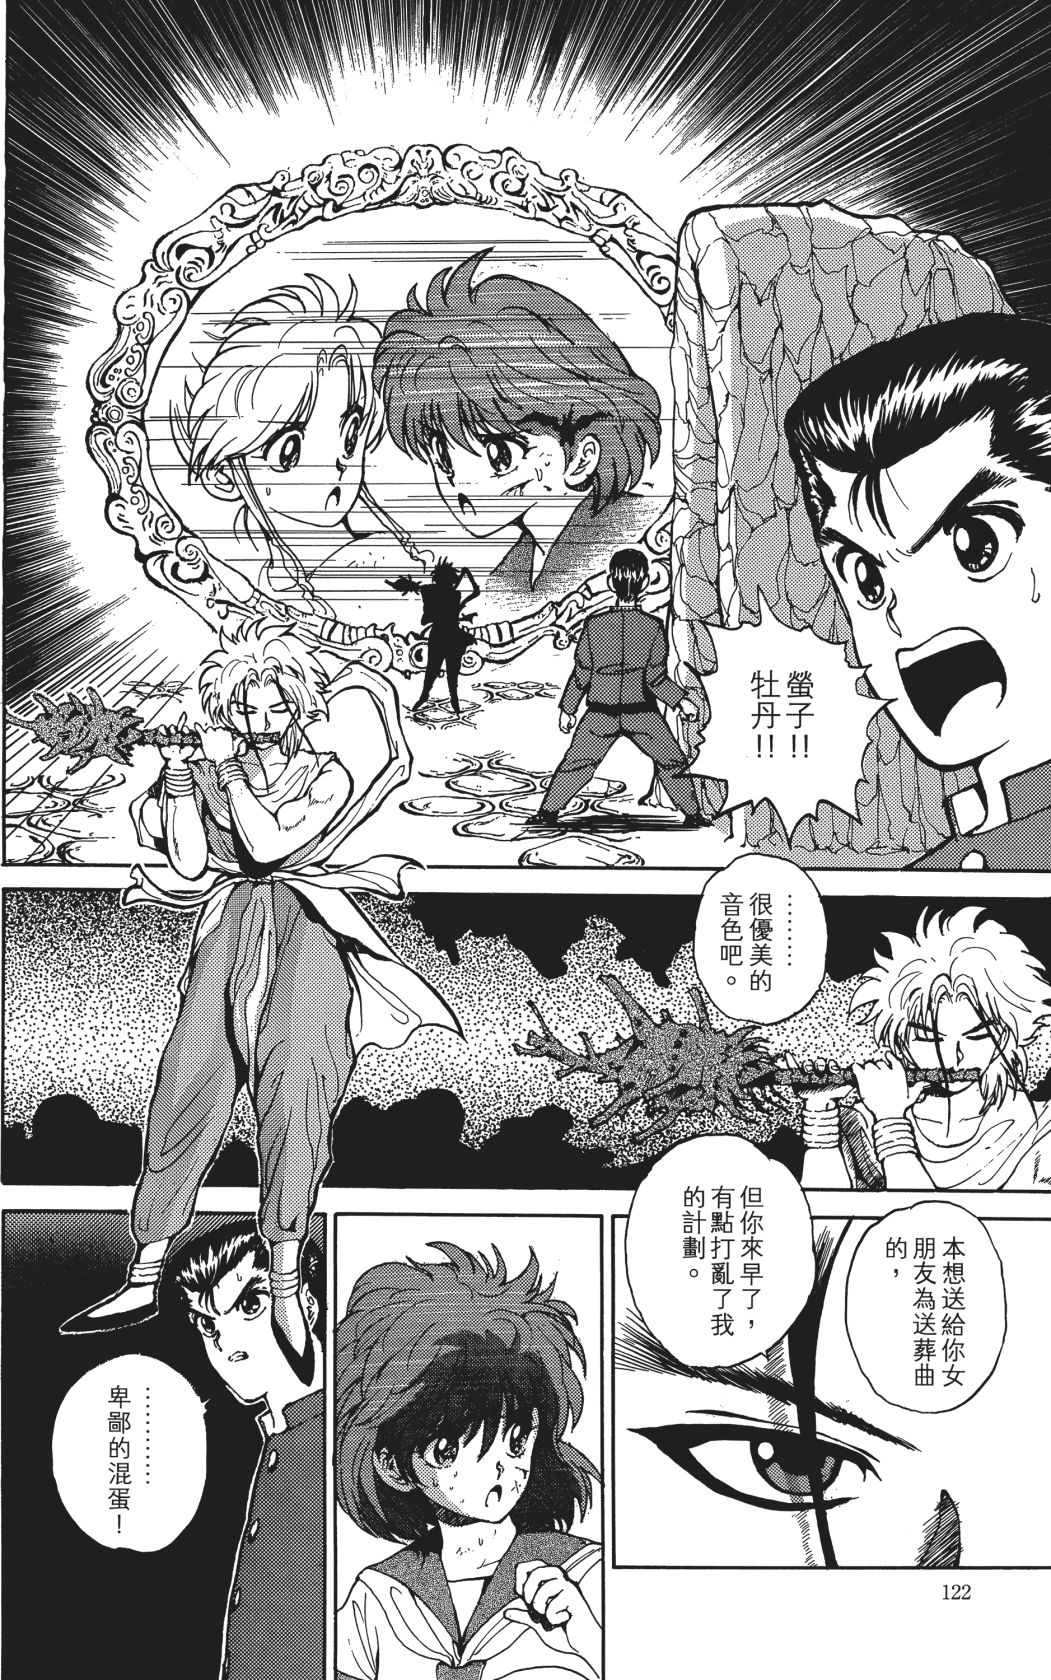 螢子!!
牡丹!!
………
很優美的
音色吧。
本想送給你女
朋友為送葬曲
的，
但你來早了，
有點打亂了我
的計劃。
…………
卑鄙的混蛋！
122